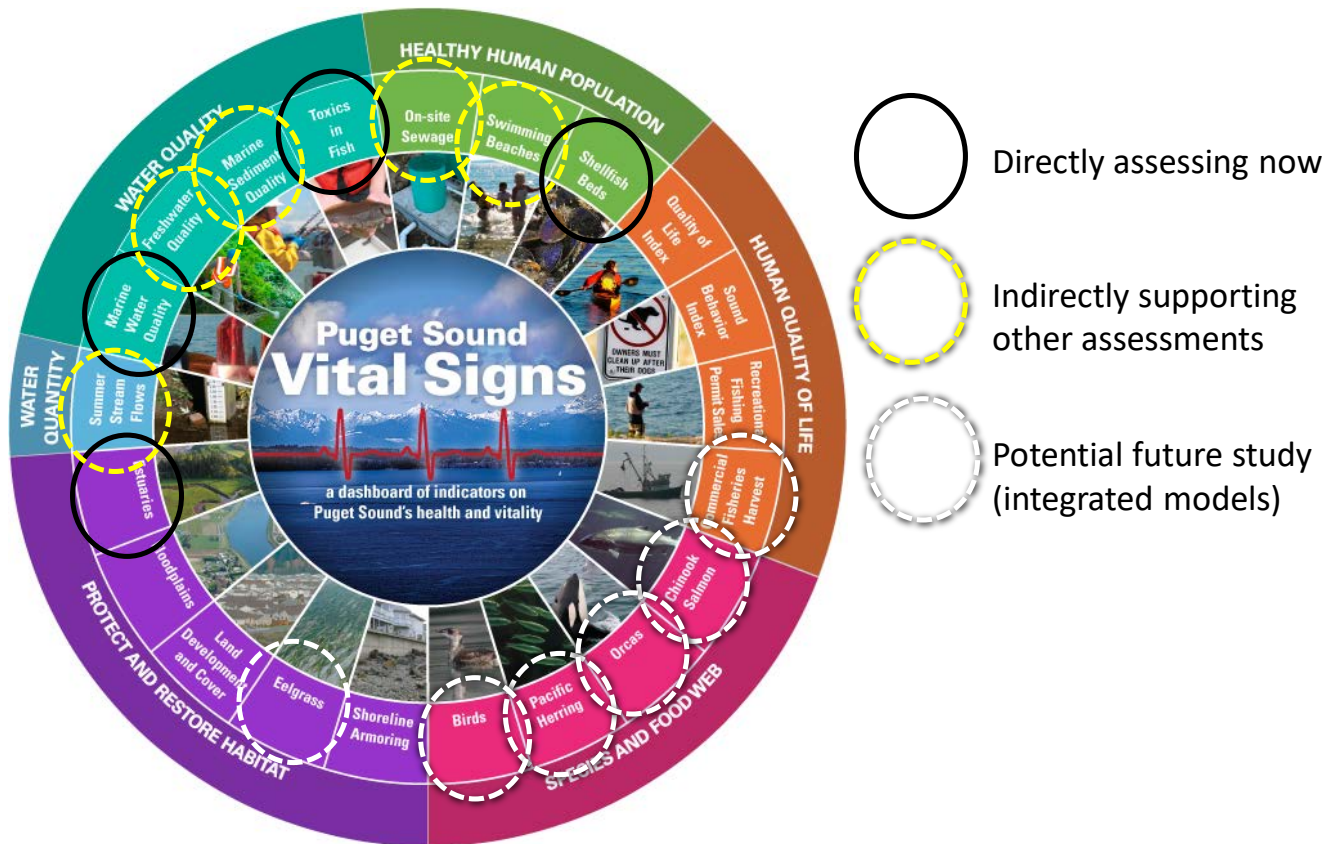 HEALTHY HUMAN POPULATION
On-site
Sewage
Swimming
Beaches
Shellfish
Beds
HUMAN QUALITY OF LIFE
Quality of
Life
Index
Sound
Behavior
Index
Recreational
Fishing
Permit Sales
Commercial
Fisheries
Harvest
SPECIES AND FOOD WEB
Chinook
Salmon
Orcas
Pacific
Herring
Birds
PROTECT AND RESTORE HABITAT
Shoreline
Armoring
Eelgrass
Land
Development
and Cover
loodplains
stuaries
WATER
QUANTITY
Summer
Stream
Flows
WATER QUALITY
Marine
Water
Quality
Freshwater
Quality
Marine
Sediment
Quality
Toxics
in
Fish
OWNERS MUST
CLEAN UP AFTER
THEIR DOGS
Puget Sound
Vital Signs
a dashboard of indicators on
Puget Sound's health and vitality
Directly assessing now
Indirectly supporting
other assessments
Potential future study
(integrated models)